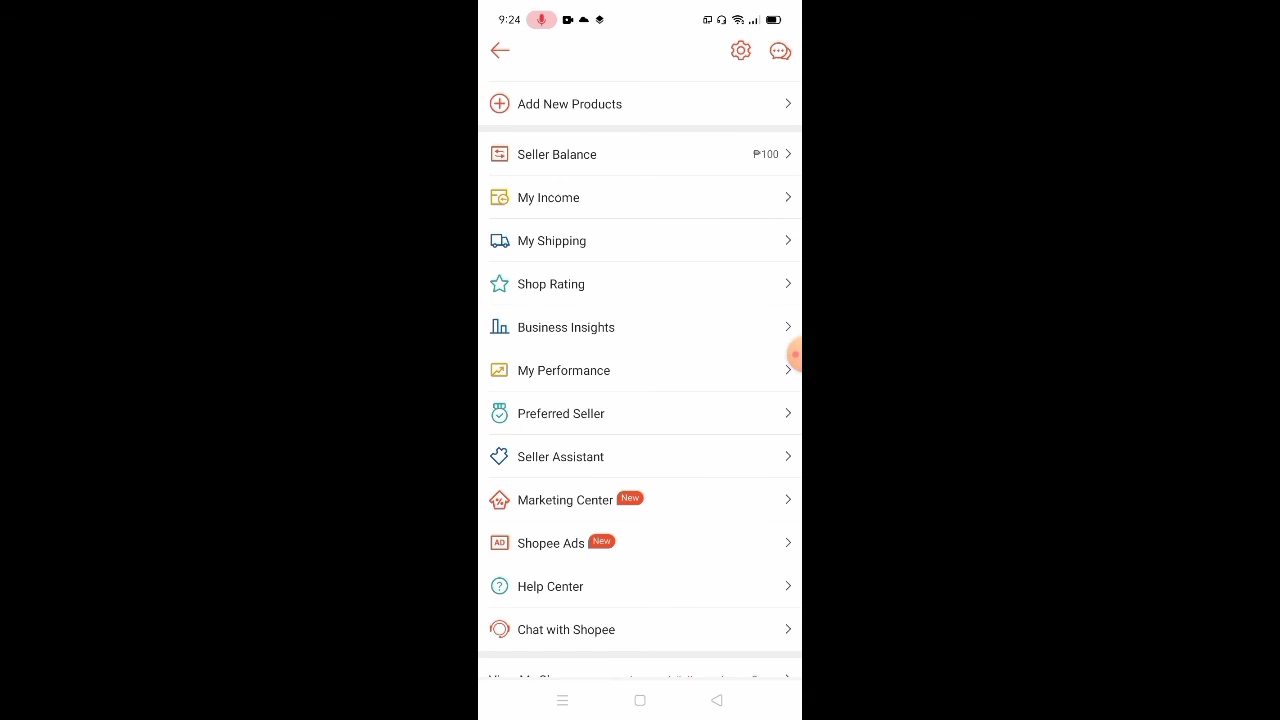 9:24
Add New Products
Seller Balance ₱100
My Income
My Shipping
Shop Rating
Business Insights
My Performance
Preferred Seller
Seller Assistant
Marketing Center New
AD Shopee Ads New
Help Center
Chat with Shopee